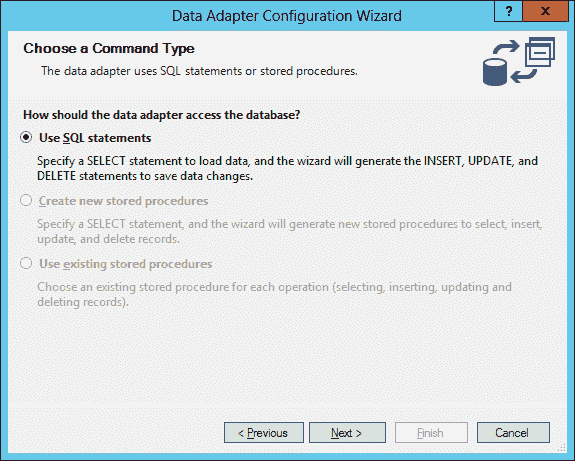 Data Adapter Configuration Wizard
? X
Choose a Command Type
The data adapter uses SQL statements or stored procedures.
How should the data adapter access the database?
Use SQL statements
Specify a SELECT statement to load data, and the wizard will generate the INSERT, UPDATE, and
DELETE statements to save data changes.
Create new stored procedures
Specify a SELECT statement, and the wizard will generate new stored procedures to select, insert,
update, and delete records.
Use existing stored procedures
Choose an existing stored procedure for each operation (selecting, inserting, updating and
deleting records).
< Previous Next > Finish Cancel